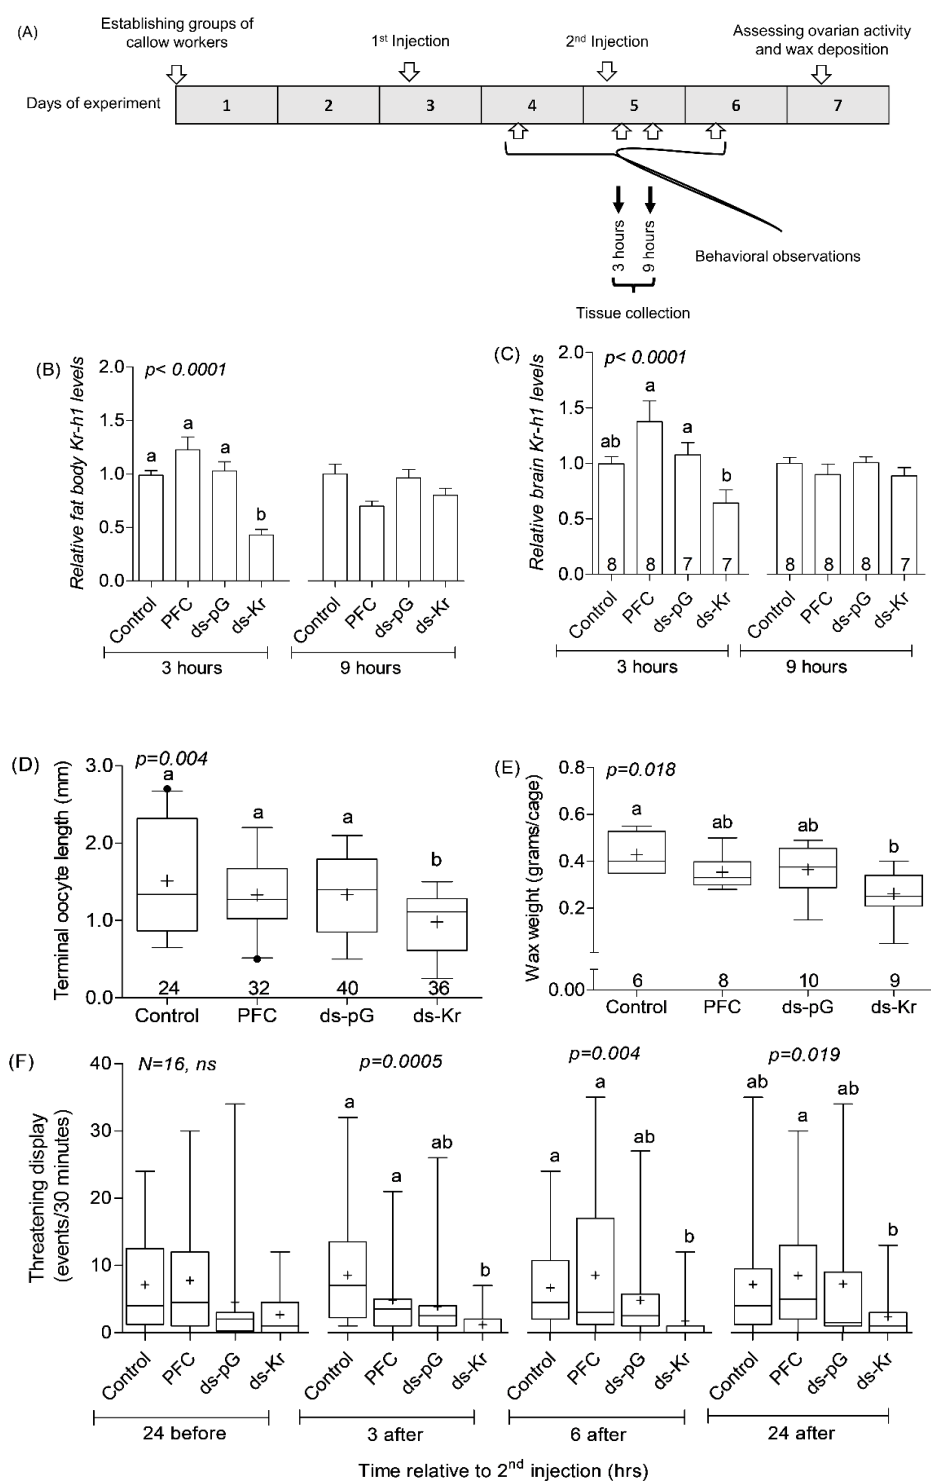 (A)
Establishing groups of
callow workers
1st Injection
2nd Injection
Assessing ovarian activity
and wax deposition
Days of experiment
1 2 3 4 5 6 7
3 hours
9 hours
Behavioral observations
Tissue collection
(B)
p< 0.0001
Relative fat body Kr-h1 levels
2.0
1.5
1.0
0.5
0.0
a a a b
Control PFC ds-pG ds-Kr Control PFC ds-pG ds-Kr
3 hours 9 hours
(C)
p< 0.0001
Relative brain Kr-h1 levels
2.0
1.5
1.0
0.5
0.0
ab a a b
8 8 7 7 8 8 8 7
Control PFC ds-pG ds-Kr Control PFC ds-pG ds-Kr
3 hours 9 hours
(D)
p=0.004
Terminal oocyte length (mm)
3.0
2.0
1.0
0.0
a a a b
24 32 40 36
Control PFC ds-pG ds-Kr
(E)
p=0.018
Wax weight (grams/cage)
0.8
0.6
0.4
0.2
0.00
a ab ab b
6 8 10 9
Control PFC ds-pG ds-Kr
(F)
N=16, ns p=0.0005 p=0.004 p=0.019
Threatening display
(events/30 minutes)
40
30
20
10
0
a a ab b
a a ab b
ab a ab b
Control PFC ds-pG ds-Kr Control PFC ds-pG ds-Kr Control PFC ds-pG ds-Kr Control PFC ds-pG ds-Kr
24 before 3 after 6 after 24 after
Time relative to 2nd injection (hrs)